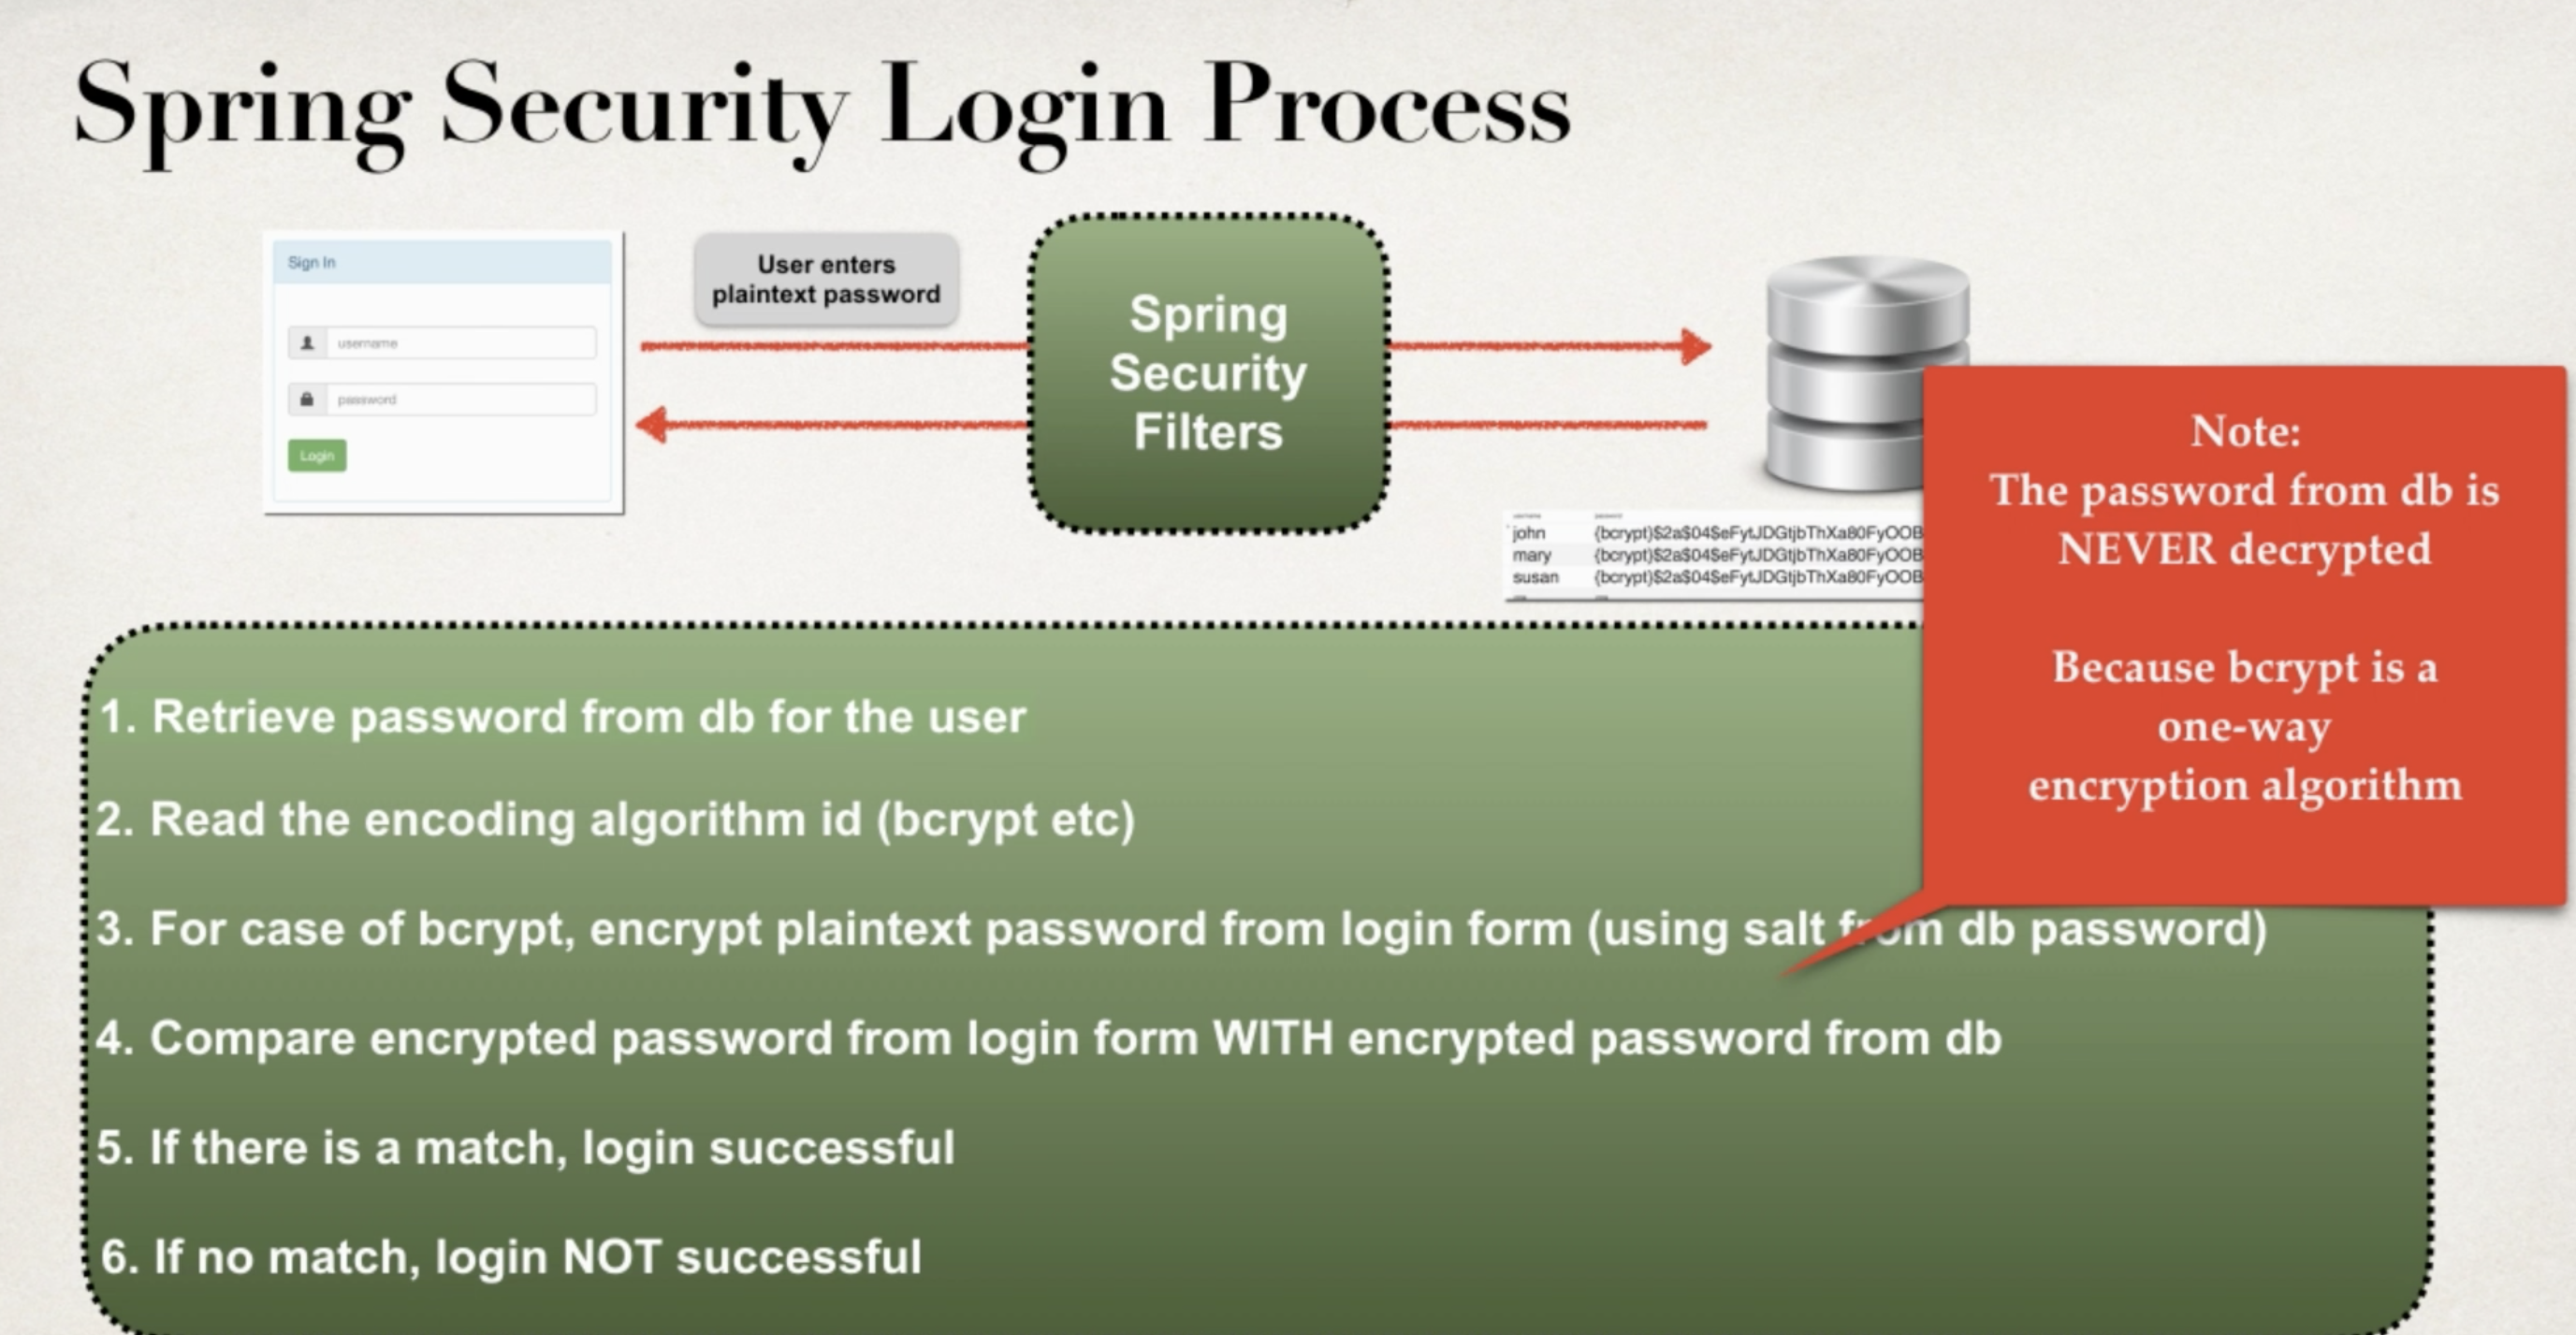 Spring Security Login Process
Sign In
username
password
Login
User enters
plaintext password
Spring
Security
Filters
username password
john {bcrypt}$2a$04$eFytJDGtjbThXa80FyOOB
mary {bcrypt}$2a$04$eFytJDGtjbThXa80FyOOB
susan {bcrypt}$2a$04$eFytJDGtjbThXa80FyOOB
Note:
The password from db is
NEVER decrypted
Because bcrypt is a
one-way
encryption algorithm
1. Retrieve password from db for the user
2. Read the encoding algorithm id (bcrypt etc)
3. For case of bcrypt, encrypt plaintext password from login form (using salt from db password)
4. Compare encrypted password from login form WITH encrypted password from db
5. If there is a match, login successful
6. If no match, login NOT successful